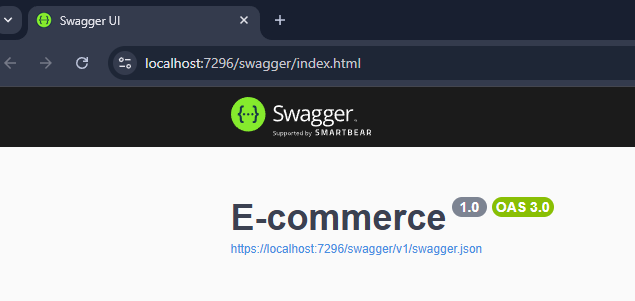 Swagger UI
localhost:7296/swagger/index.html
{...} Swagger.
Supported by SMARTBEAR
E-commerce 1.0 OAS 3.0
https://localhost:7296/swagger/v1/swagger.json